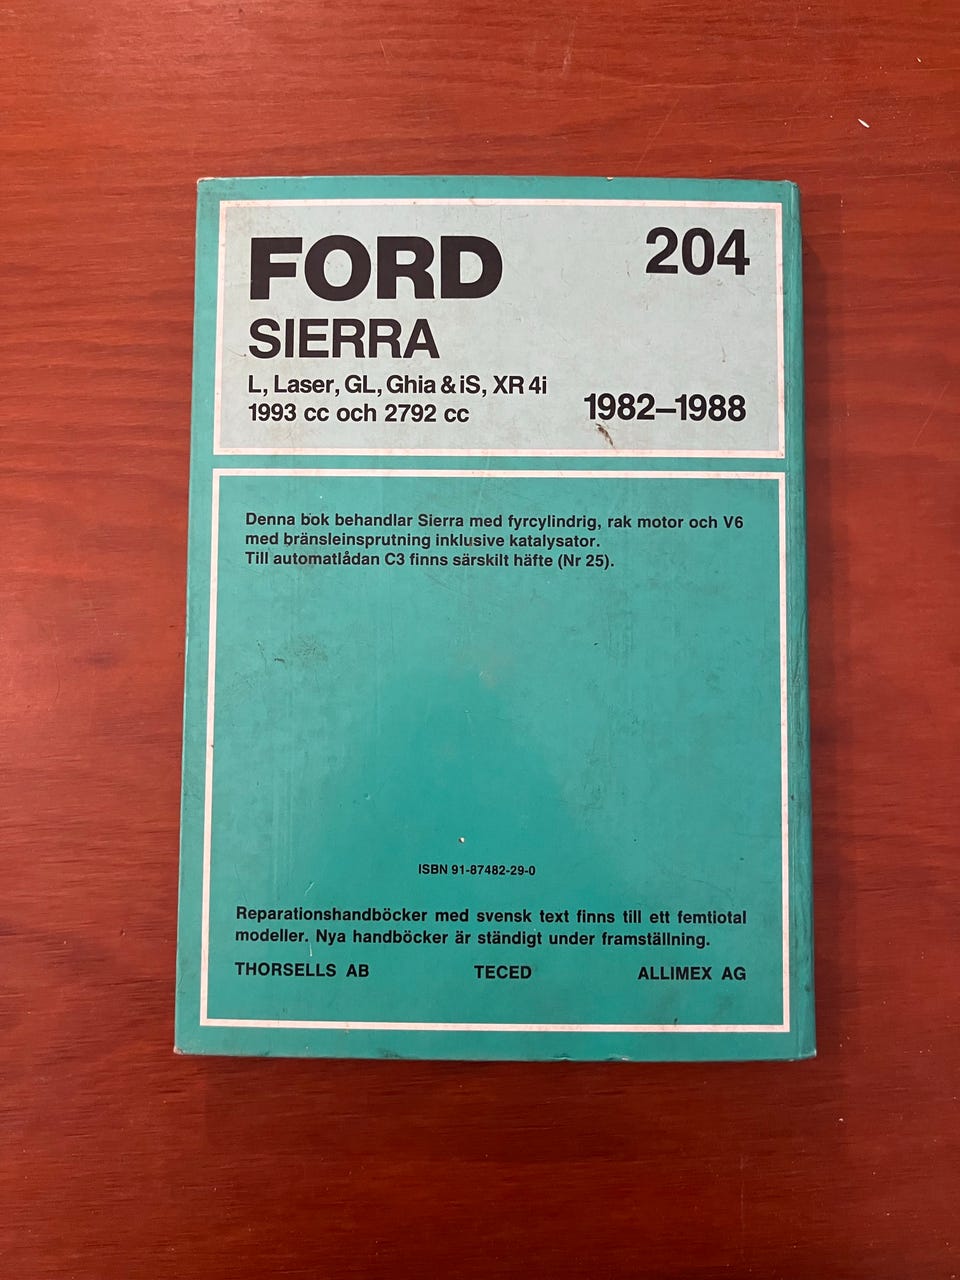 FORD
204
SIERRA
L, Laser, GL, Ghia & iS, XR 4i
1993 cc och 2792 cc
1982–1988
Denna bok behandlar Sierra med fyrcylindrig, rak motor och V6
med bränsleinsprutning inklusive katalysator.
Till automatlådan C3 finns särskilt häfte (Nr 25).
ISBN 91-87482-29-0
Reparationshandböcker med svensk text finns till ett femtiotal
modeller. Nya handböcker är ständigt under framställning.
THORSELLS AB TECED ALLIMEX AG